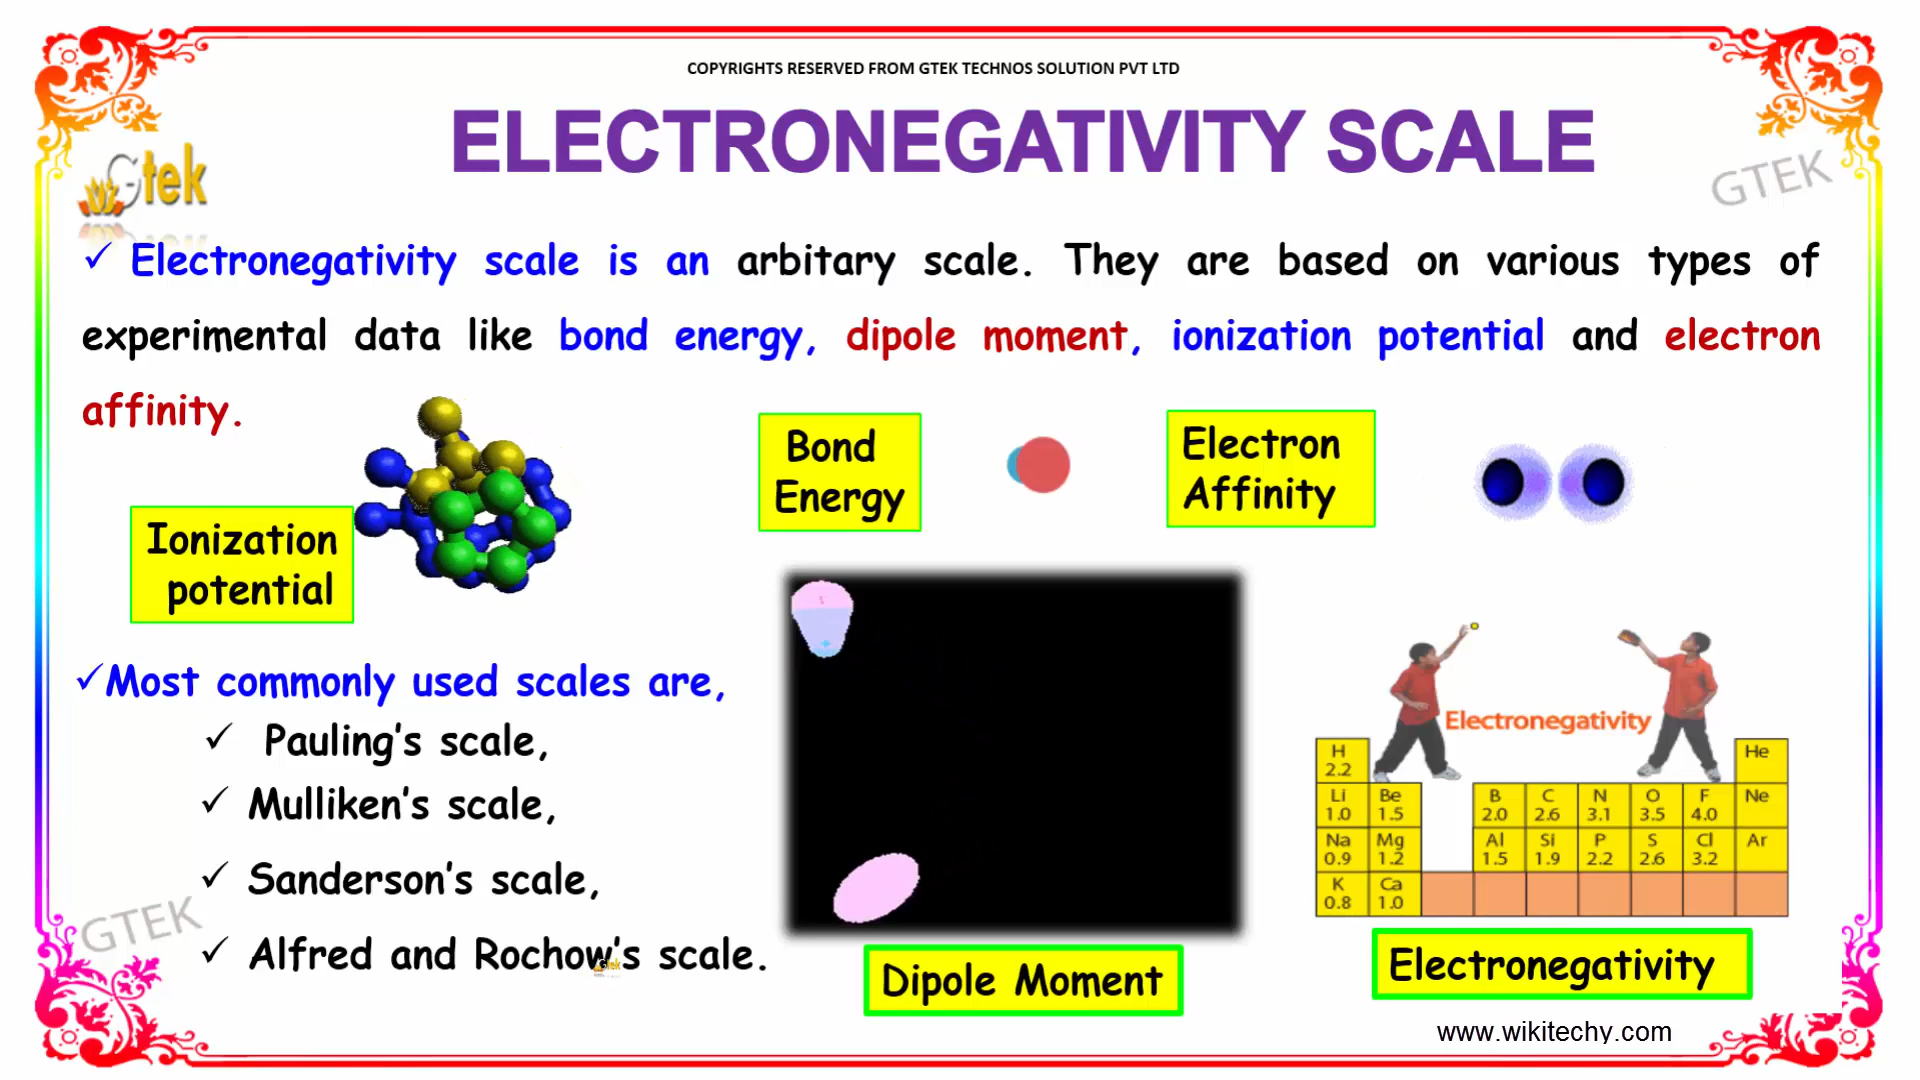 COPYRIGHTS RESERVED FROM GTEK TECHNOS SOLUTION PVT LTD
ELECTRONEGATIVITY SCALE
Gtek
GTEK
✓ Electronegativity scale is an arbitary scale. They are based on various types of
experimental data like bond energy, dipole moment, ionization potential and electron
affinity.
Bond
Energy
Electron
Affinity
Ionization
potential
✓Most commonly used scales are,
✓ Pauling's scale,
✓ Mulliken's scale,
✓ Sanderson's scale,
✓ Alfred and Rochow's scale.
GTEK
Dipole Moment
Electronegativity
H He
2.2
Li Be B C N O F Ne
1.0 1.5 2.0 2.6 3.1 3.5 4.0
Na Mg Al Si P S Cl Ar
0.9 1.2 1.5 1.9 2.2 2.6 3.2
K Ca
0.8 1.0
Electronegativity
www.wikitechy.com